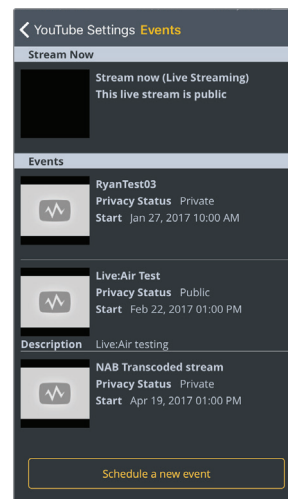 YouTube Settings Events
Stream Now
Stream now (Live Streaming)
This live stream is public
Events
RyanTest03
Privacy Status Private
Start Jan 27, 2017 10:00 AM
Live:Air Test
Privacy Status Public
Start Feb 22, 2017 01:00 PM
Description Live:Air testing
NAB Transcoded stream
Privacy Status Private
Start Apr 19, 2017 01:00 PM
Schedule a new event